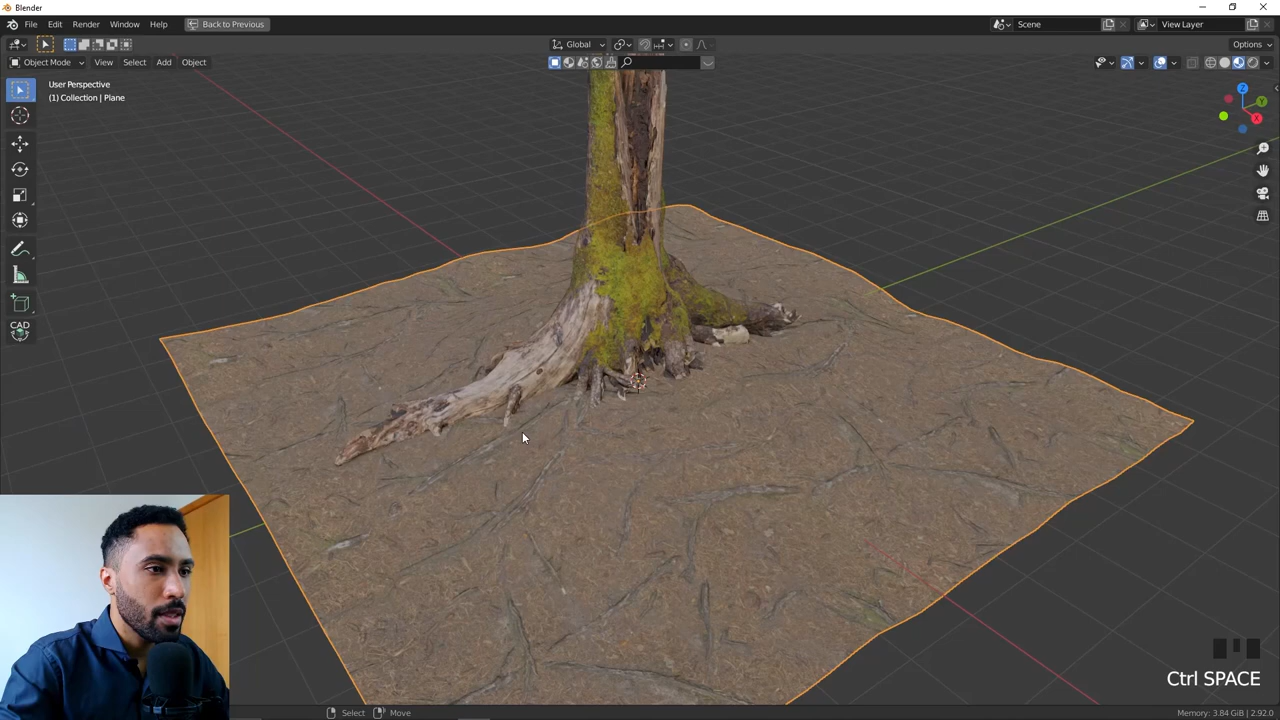 Blender
File Edit Render Window Help Back to Previous Scene View Layer
Global Options
Object Mode View Select Add Object
User Perspective
(1) Collection | Plane
Z
Y
X
CAD
Ctrl SPACE
Select Move Memory: 3.84 GiB | 2.92.0